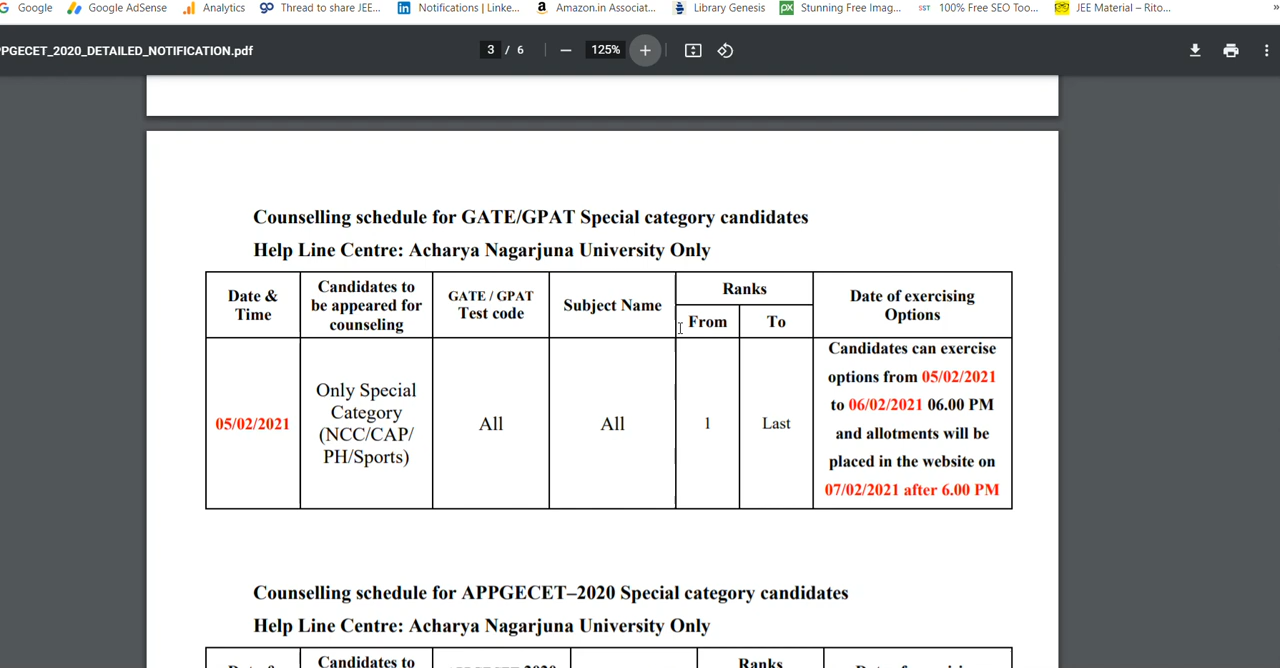 Google Google AdSense Analytics Thread to share JEE... Notifications | Linke... Amazon.in Associat... Library Genesis Stunning Free Imag... 100% Free SEO Too... JEE Material – Rito... »
PGECET_2020_DETAILED_NOTIFICATION.pdf 3 / 6 — 125% +
Counselling schedule for GATE/GPAT Special category candidates
Help Line Centre: Acharya Nagarjuna University Only
Date &
Time
Candidates to
be appeared for
counseling
GATE / GPAT
Test code
Subject Name
Ranks
From To
Date of exercising
Options
05/02/2021
Only Special
Category
(NCC/CAP/
PH/Sports)
All
All
1
Last
Candidates can exercise
options from 05/02/2021
to 06/02/2021 06.00 PM
and allotments will be
placed in the website on
07/02/2021 after 6.00 PM
Counselling schedule for APPGECET–2020 Special category candidates
Help Line Centre: Acharya Nagarjuna University Only
Candidates to
Ranks